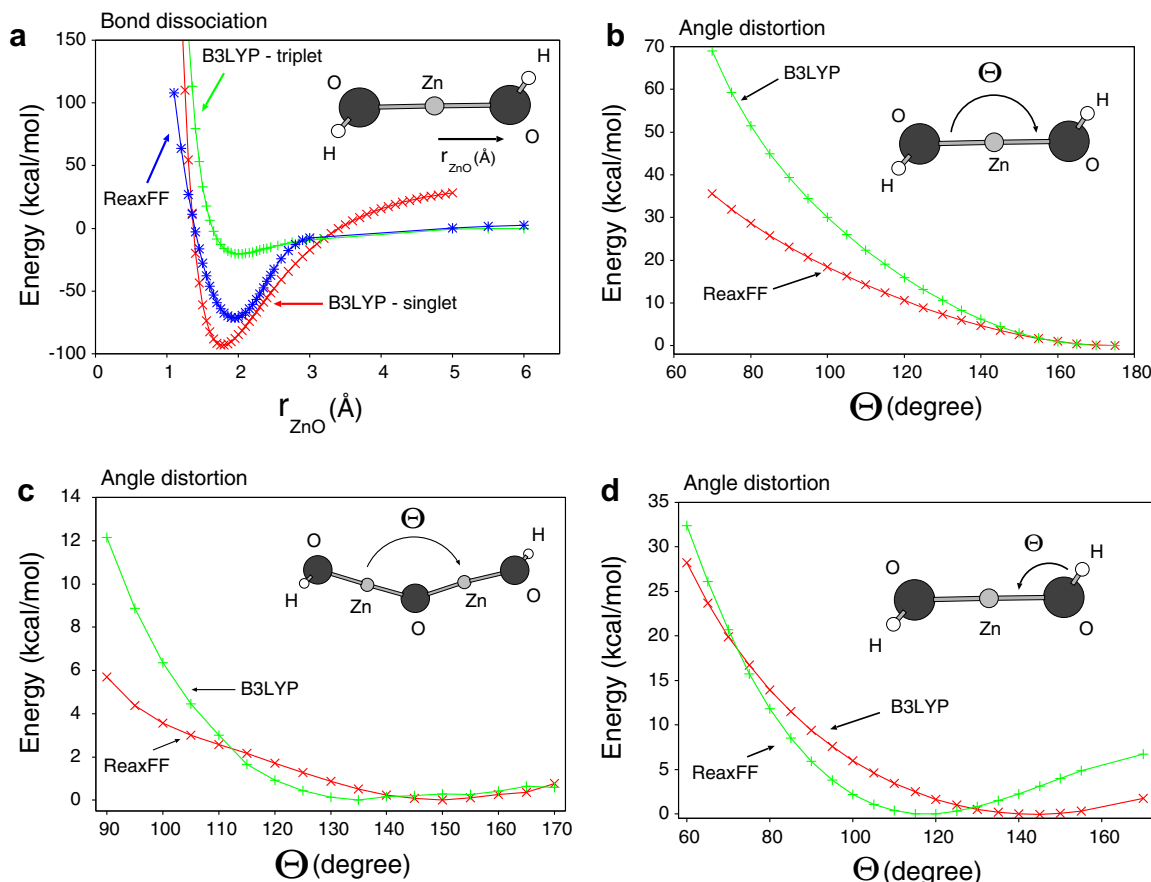 a
Bond dissociation
150
100
50
0
-50
-100
Energy (kcal/mol)
B3LYP - triplet
ReaxFF
B3LYP - singlet
O
Zn
H
H
O
r ZnO (Å)
0 1 2 3 4 5 6
r ZnO (Å)
b
Angle distortion
70
60
50
40
30
20
10
0
Energy (kcal/mol)
B3LYP
ReaxFF
Θ
O
H
Zn
H
O
60 80 100 120 140 160 180
Θ (degree)
c
Angle distortion
14
12
10
8
6
4
2
0
Energy (kcal/mol)
B3LYP
ReaxFF
Θ
O
H
Zn
O
Zn
H
O
90 100 110 120 130 140 150 160 170
Θ (degree)
d
Angle distortion
35
30
25
20
15
10
5
0
Energy (kcal/mol)
B3LYP
ReaxFF
Θ
H
O
H
Zn
O
60 80 100 120 140 160
Θ (degree)